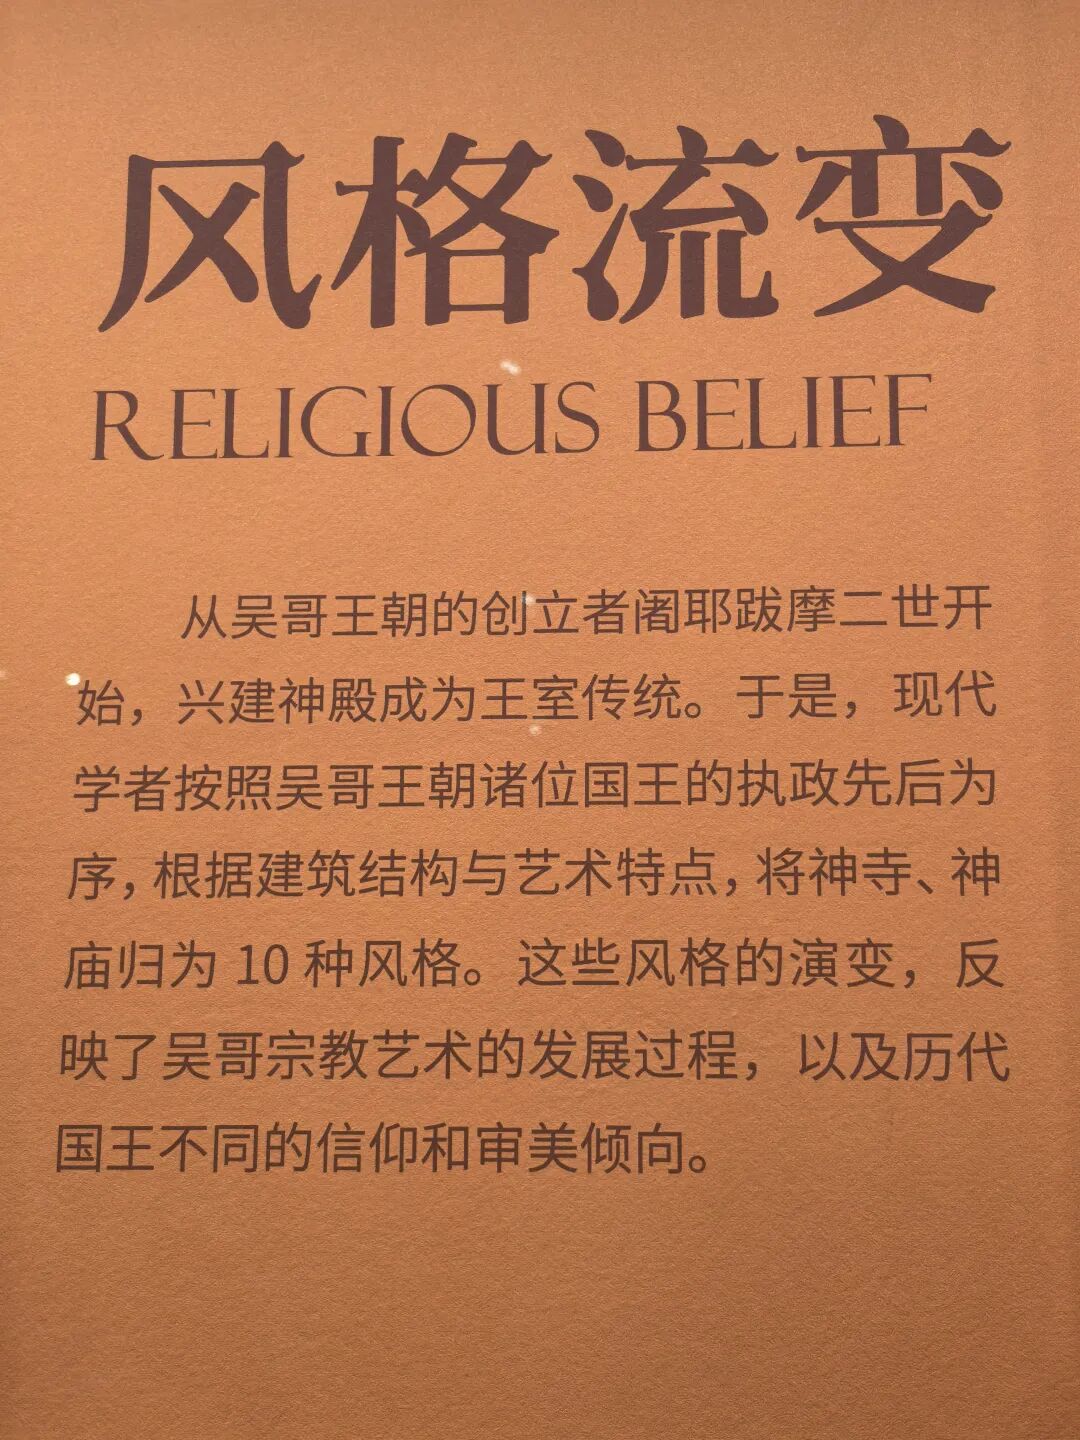 风格流变
RELIGIOUS BELIEF
从吴哥王朝的创立者阇耶跋摩二世开
始，兴建神殿成为王室传统。于是，现代
学者按照吴哥王朝诸位国王的执政先后为
序，根据建筑结构与艺术特点，将神寺、神
庙归为 10 种风格。这些风格的演变，反
映了吴哥宗教艺术的发展过程，以及历代
国王不同的信仰和审美倾向。